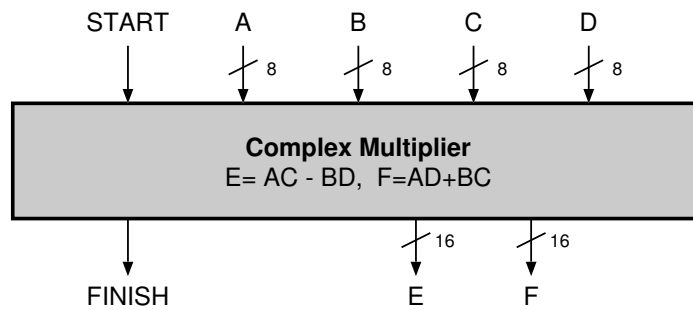 START A B C D
8 8 8 8
Complex Multiplier
E= AC - BD, F=AD+BC
16 16
FINISH E F